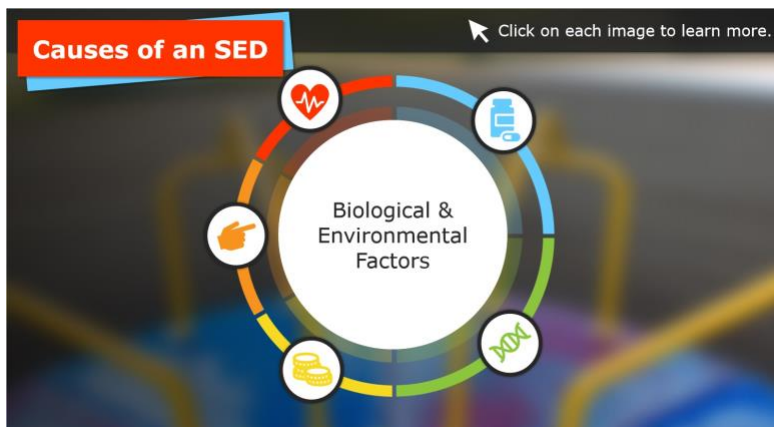 Causes of an SED
Click on each image to learn more.
Biological &
Environmental
Factors